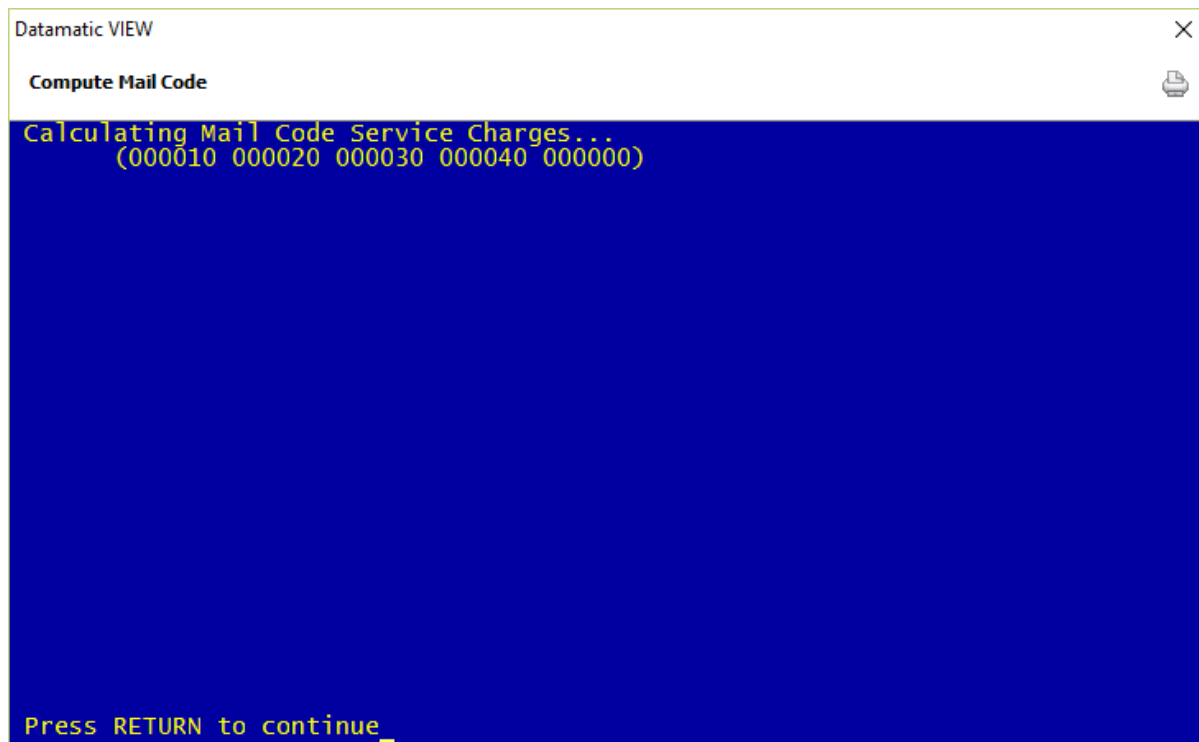 Datamatic VIEW
Compute Mail Code
Calculating Mail Code Service Charges...
(000010 000020 000030 000040 000000)
Press RETURN to continue_